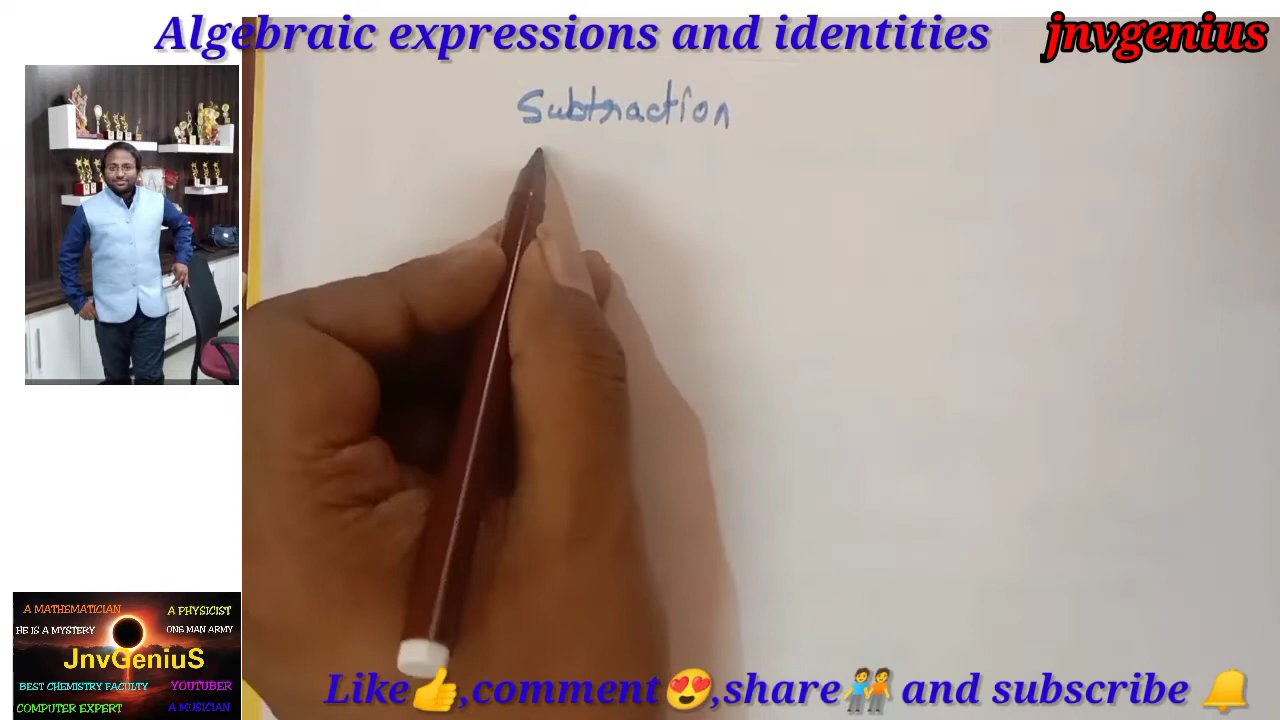 Algebraic expressions and identities
jnvgenius
Subtraction
A MATHEMATICIAN
A PHYSICIST
HE IS A MYSTERY
ONE MAN ARMY
JnvGeniuS
BEST CHEMISTRY FACULTY
YOUTUBER
COMPUTER EXPERT
A MUSICIAN
Like👍,comment😍,share👬 and subscribe 🔔